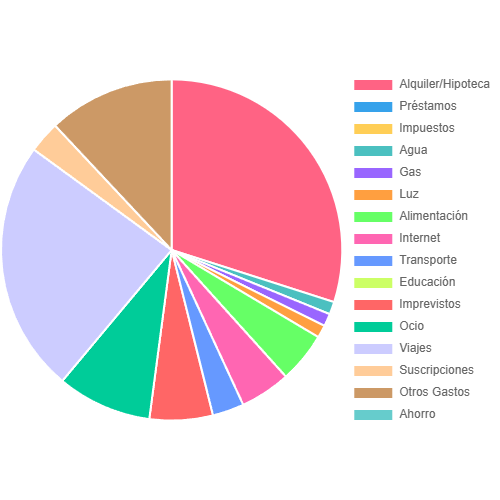 Alquiler/Hipoteca
Préstamos
Impuestos
Agua
Gas
Luz
Alimentación
Internet
Transporte
Educación
Imprevistos
Ocio
Viajes
Suscripciones
Otros Gastos
Ahorro